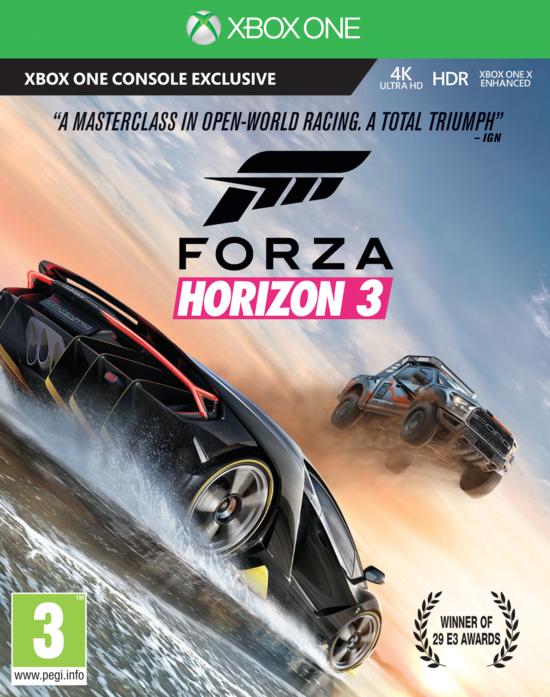 XBOX ONE
XBOX ONE CONSOLE EXCLUSIVE
4K
ULTRA HD
HDR
XBOX ONE X
ENHANCED
"A MASTERCLASS IN OPEN-WORLD RACING. A TOTAL TRIUMPH"
– IGN
FORZA
HORIZON 3
3
TM
www.pegi.info
WINNER OF
29 E3 AWARDS